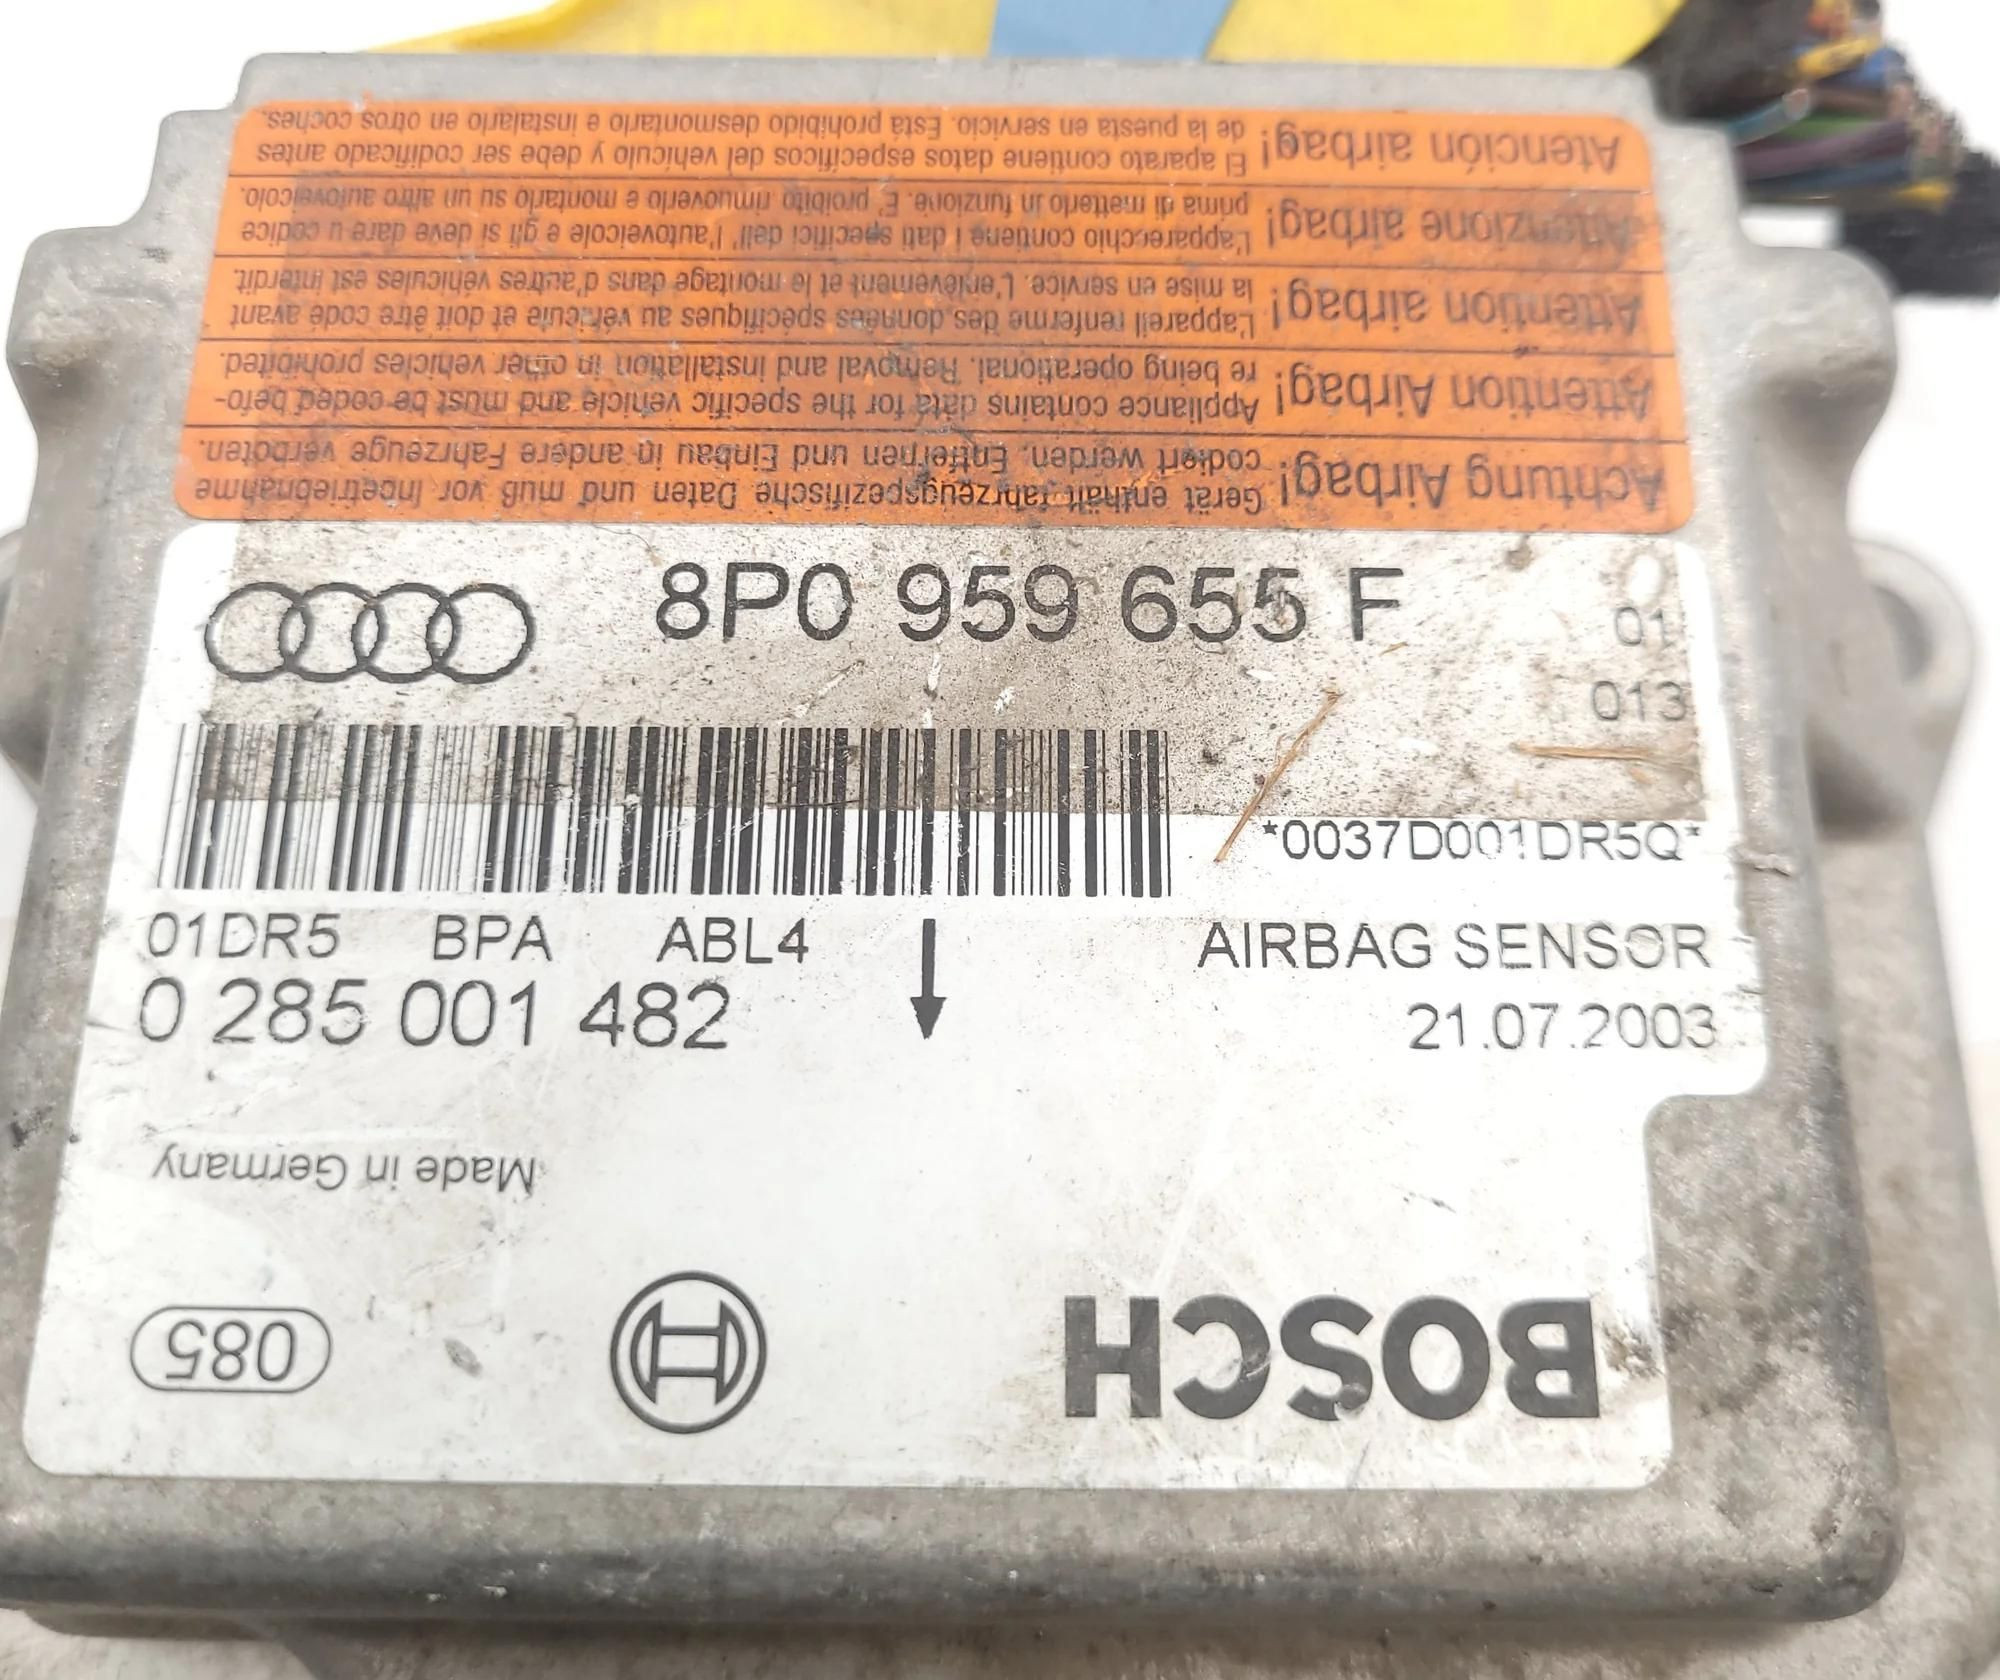 Achtung Airbag! Gerät enthält fahrzeugspezifische Daten und muß vor Inbetriebnahme
codiert werden. Entfernen und Einbau in andere Fahrzeuge verboten.
Attention Airbag! Appliance contains data for the specific vehicle and must be coded befo-
re being operational. Removal and installation in other vehicles prohibited.
Attention airbag! L'appareil renferme des données spécifiques au véhicule et doit être codé avant
la mise en service. L'enlèvement et le montage dans d'autres véhicules est interdit.
Attenzione airbag! L'apparecchio contiene i dati specifici dell' l'autoveicole e gli si deve dare u codice
prima di metterlo in funzione. E' proibito rimuoverlo e montarlo su un altro autoveicolo.
Atención airbag! El aparato contiene datos específicos del vehículo y debe ser codificado antes
de la puesta en servicio. Está prohibido desmontarlo e instalarlo en otros coches.
8P0 959 655 F
01
013
*0037D001DR5Q*
01DR5 BPA ABL4 AIRBAG SENSOR
0 285 001 482 21.07.2003
Made in Germany
085
BOSCH